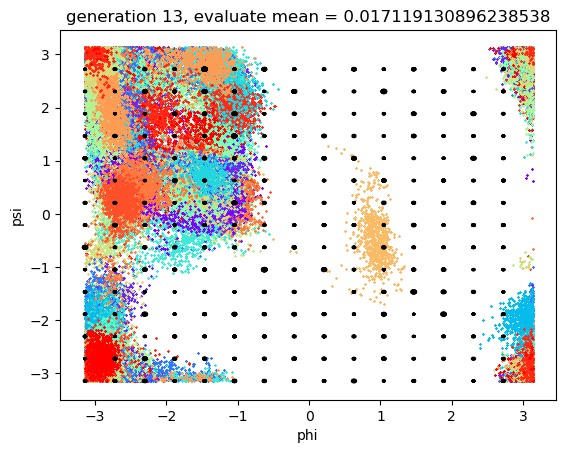 generation 13, evaluate mean = 0.017119130896238538
3
2
1
0
−1
−2
−3
psi
−3 −2 −1 0 1 2 3
phi